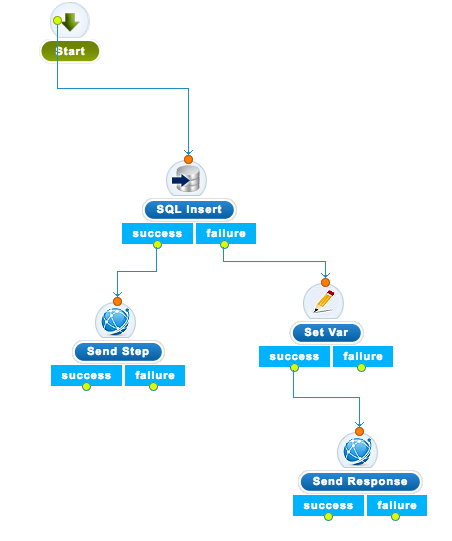 Start
SQL Insert
success failure
Set Var
Send Step
success failure
success failure
Send Response
success failure